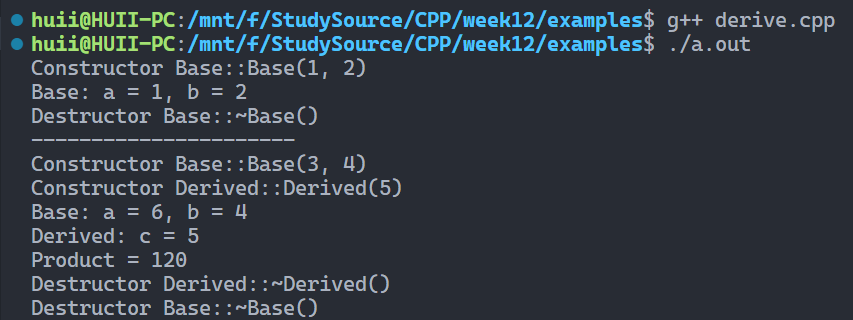 huii@HUII-PC:/mnt/f/StudySource/CPP/week12/examples$ g++ derive.cpp
huii@HUII-PC:/mnt/f/StudySource/CPP/week12/examples$ ./a.out
Constructor Base::Base(1, 2)
Base: a = 1, b = 2
Destructor Base::~Base()
----------------------
Constructor Base::Base(3, 4)
Constructor Derived::Derived(5)
Base: a = 6, b = 4
Derived: c = 5
Product = 120
Destructor Derived::~Derived()
Destructor Base::~Base()